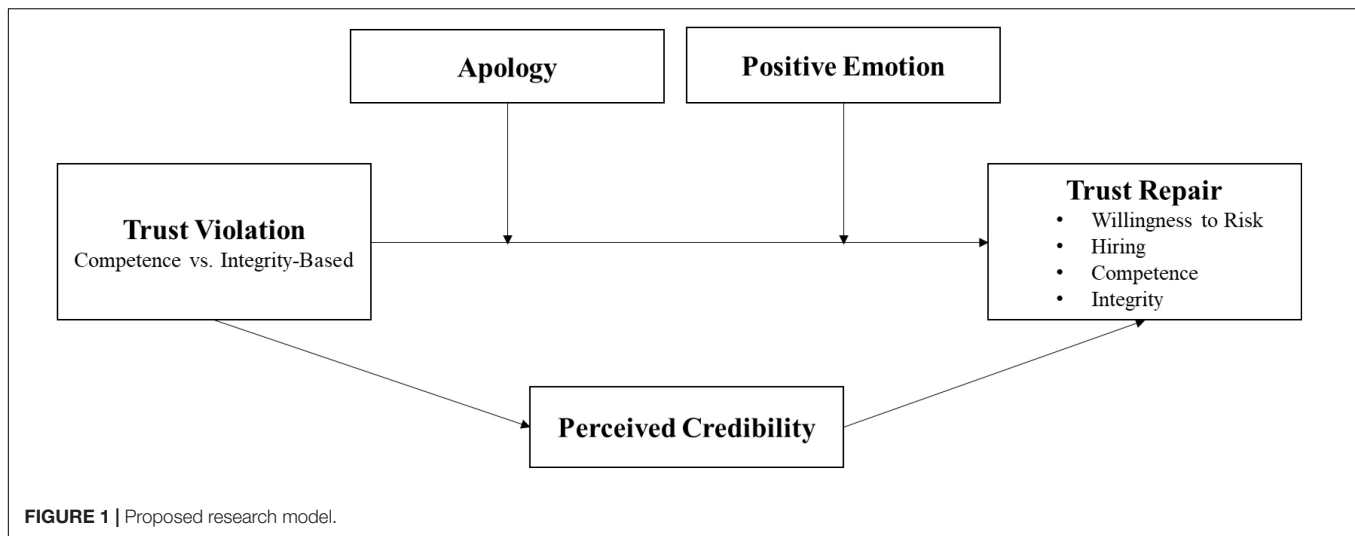 Apology
Positive Emotion
Trust Violation
Competence vs. Integrity-Based
Trust Repair
• Willingness to Risk
• Hiring
• Competence
• Integrity
Perceived Credibility
FIGURE 1 | Proposed research model.